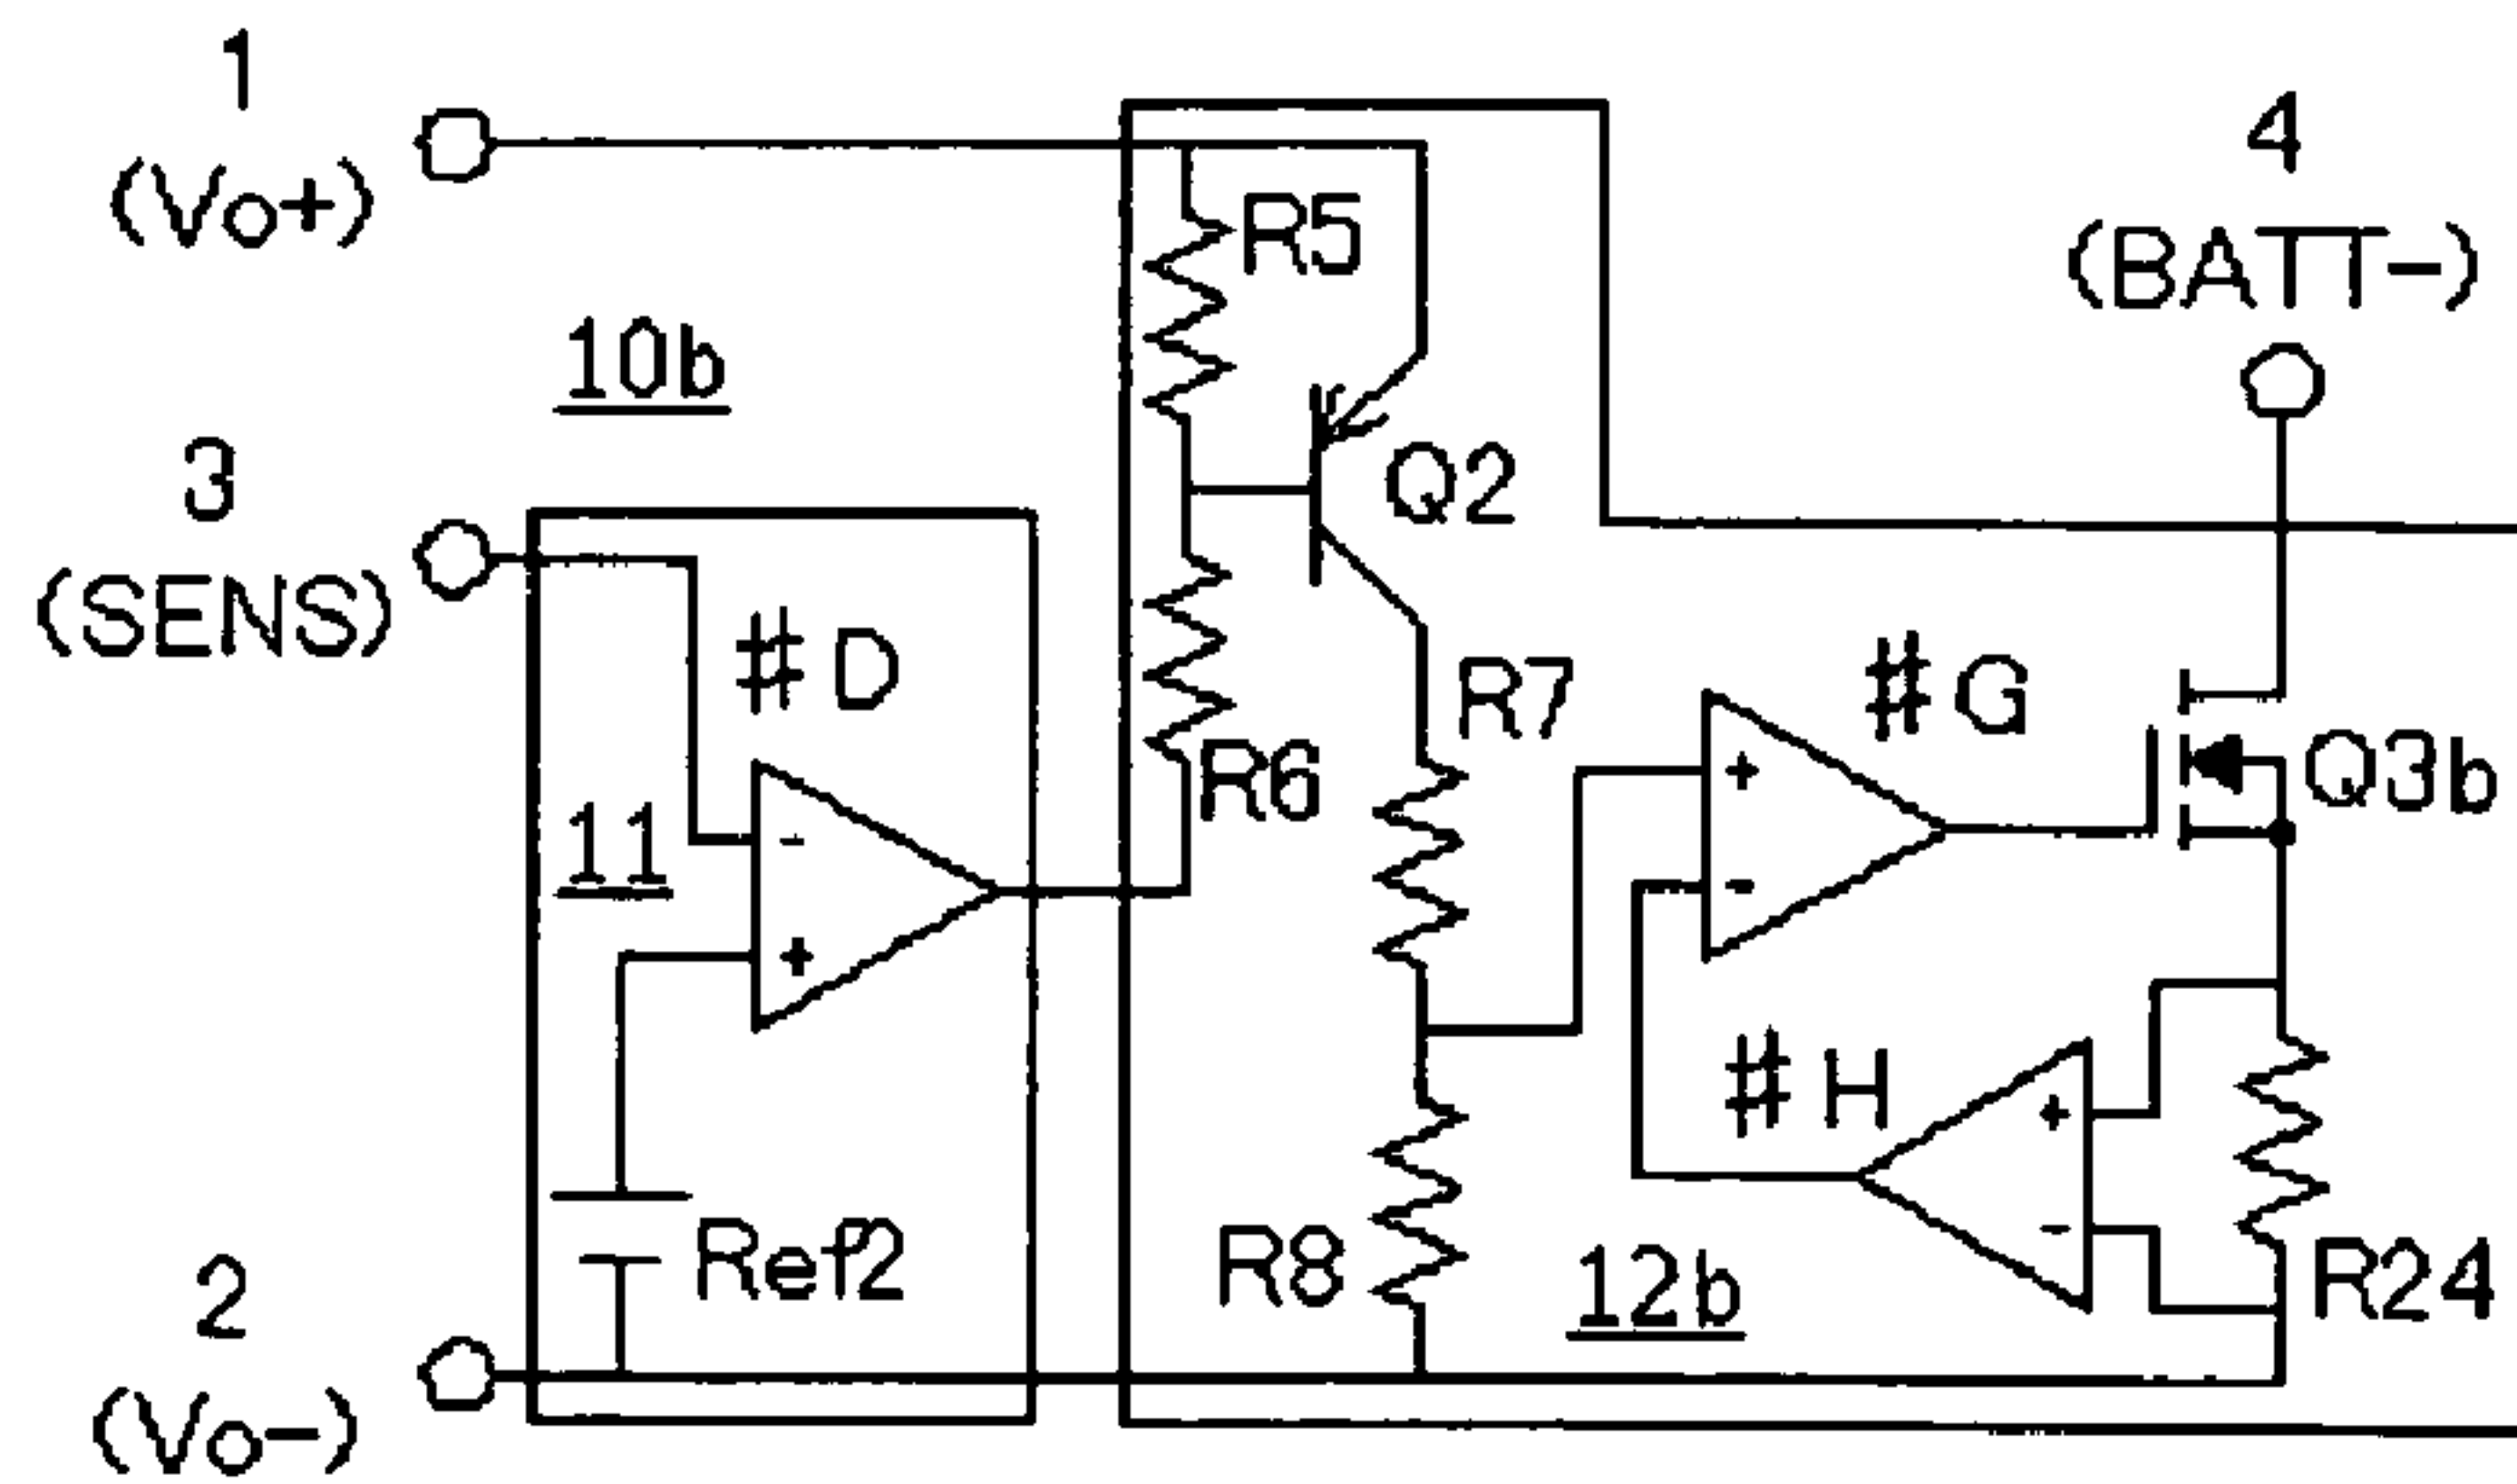 1
(Vo+)
R5
4
(BATT-)
10b
3
(SENS)
Q2
#D
R7
#G
Q3b
R6
11
-
+
+
-
#H
+
-
Ref2
R8
12b
R24
2
(Vo-)